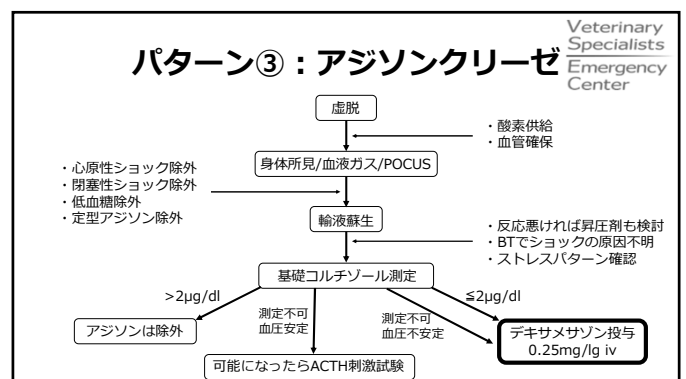 Veterinary
Specialists
Emergency
Center
パターン③：アジソンクリーゼ
虚脱
・酸素供給
・血管確保
身体所見/血液ガス/POCUS
・心原性ショック除外
・閉塞性ショック除外
・低血糖除外
・定型アジソン除外
輸液蘇生
・反応悪ければ昇圧剤も検討
・BTでショックの原因不明
・ストレスパターン確認
基礎コルチゾール測定
>2μg/dl
測定不可
血圧安定
測定不可
血圧不安定
≦2μg/dl
アジソンは除外
可能になったらACTH刺激試験
デキサメサゾン投与
0.25mg/lg iv